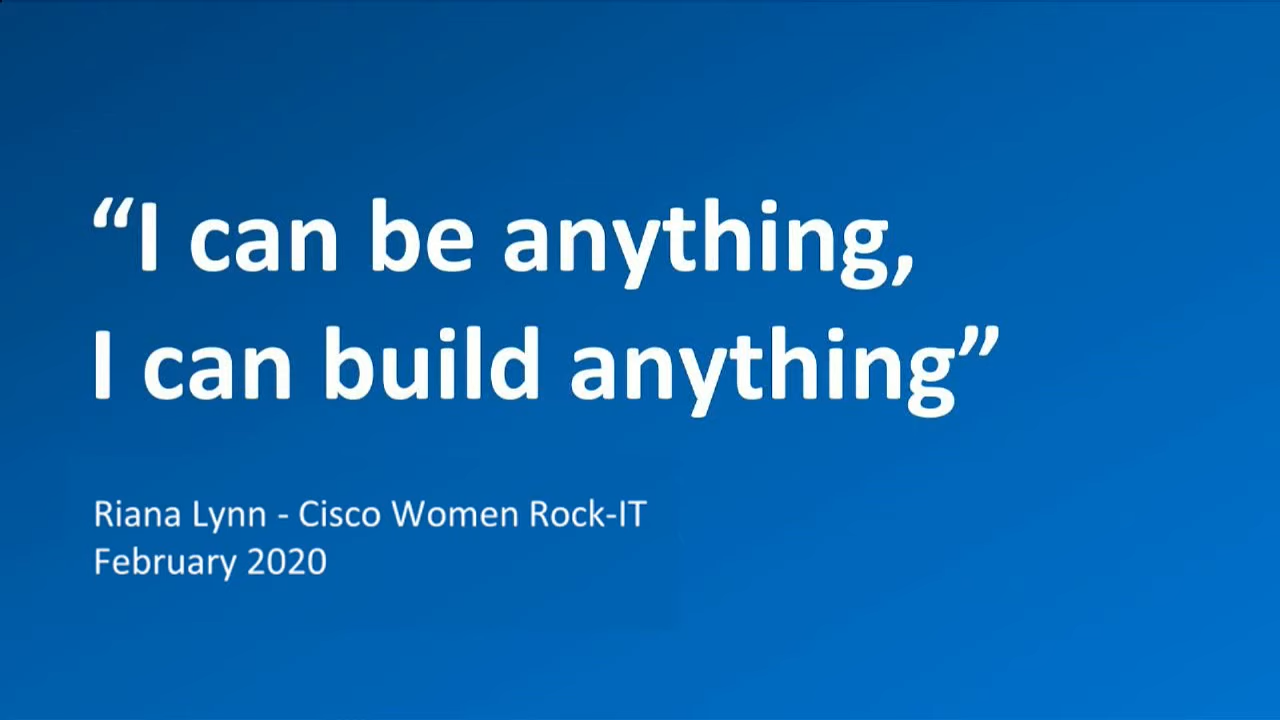 “I can be anything,
I can build anything”
Riana Lynn - Cisco Women Rock-IT
February 2020